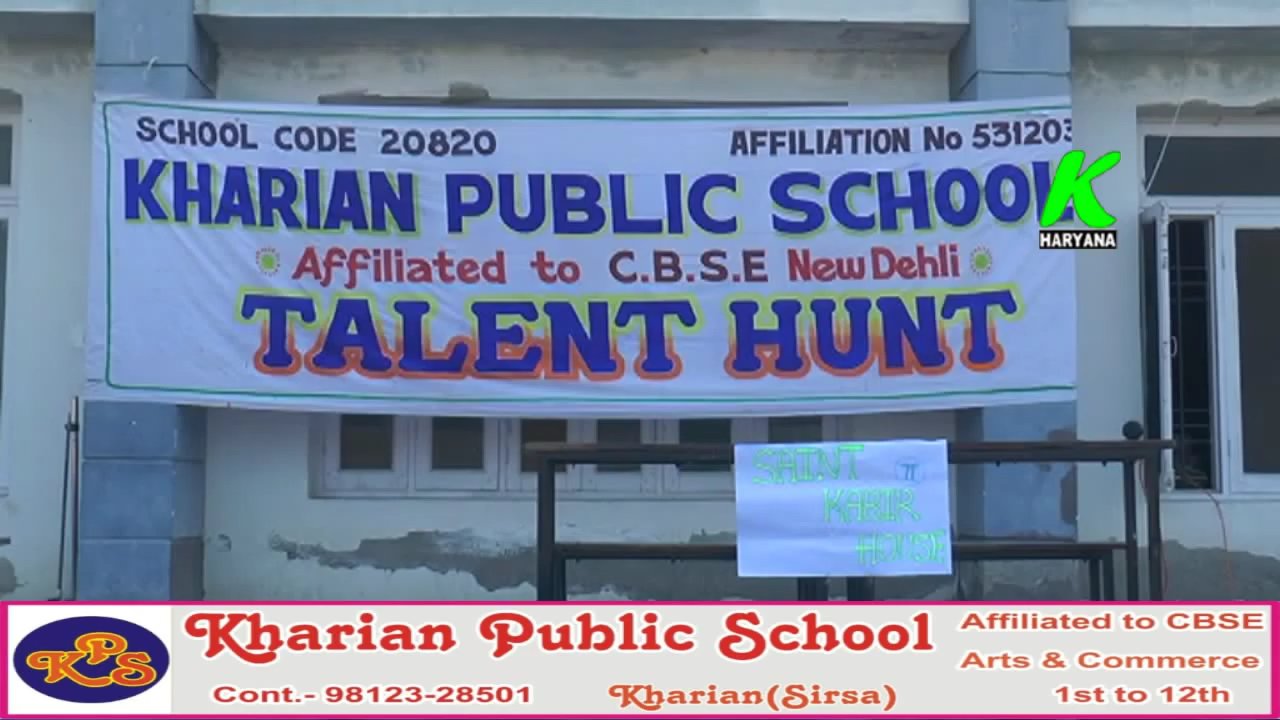 SCHOOL CODE 20820 AFFILIATION No 531203
KHARIAN PUBLIC SCHOOL
Affiliated to C.B.S.E New Dehli
TALENT HUNT
K
HARYANA
SAINT
KABIR
HOUSE
KPS
Kharian Public School
Cont.- 98123-28501 Kharian(Sirsa)
Affiliated to CBSE
Arts & Commerce
1st to 12th